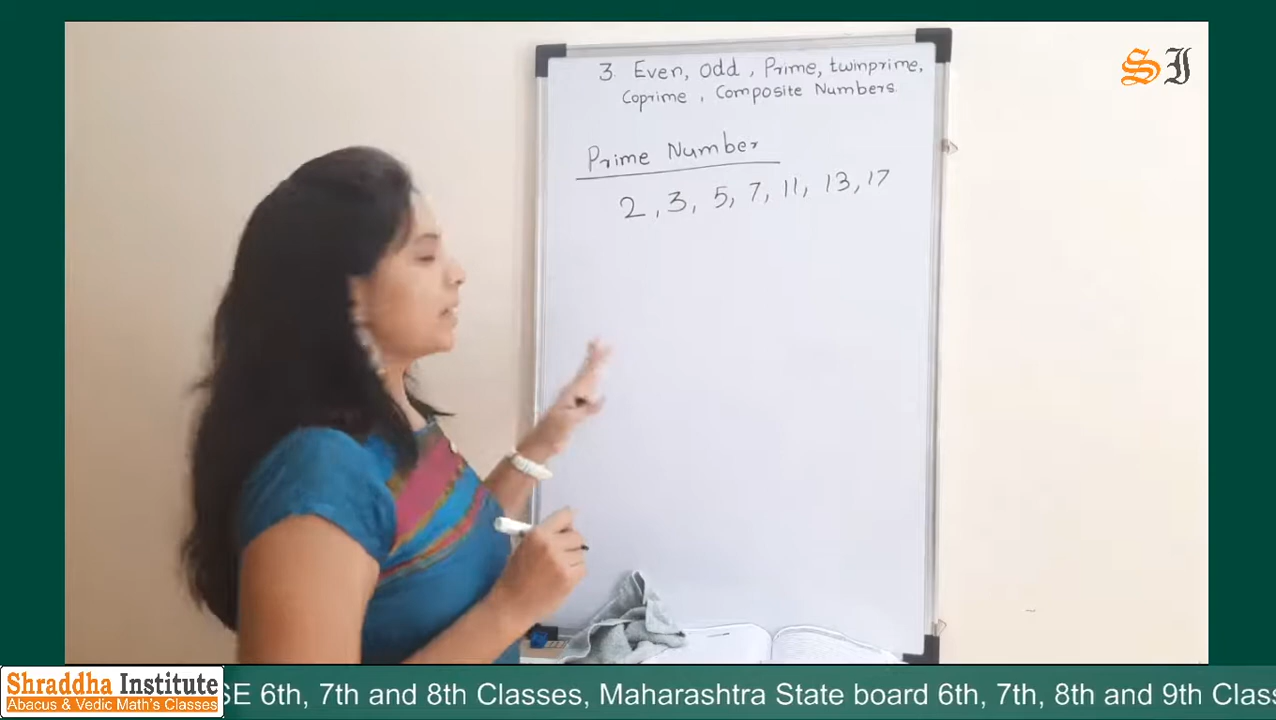 3. Even, odd, Prime, twinprime,
Coprime, Composite Numbers.
Prime Number
2, 3, 5, 7, 11, 13, 17
SI
Shraddha Institute
Abacus & Vedic Math's Classes
SE 6th, 7th and 8th Classes, Maharashtra State board 6th, 7th, 8th and 9th Class